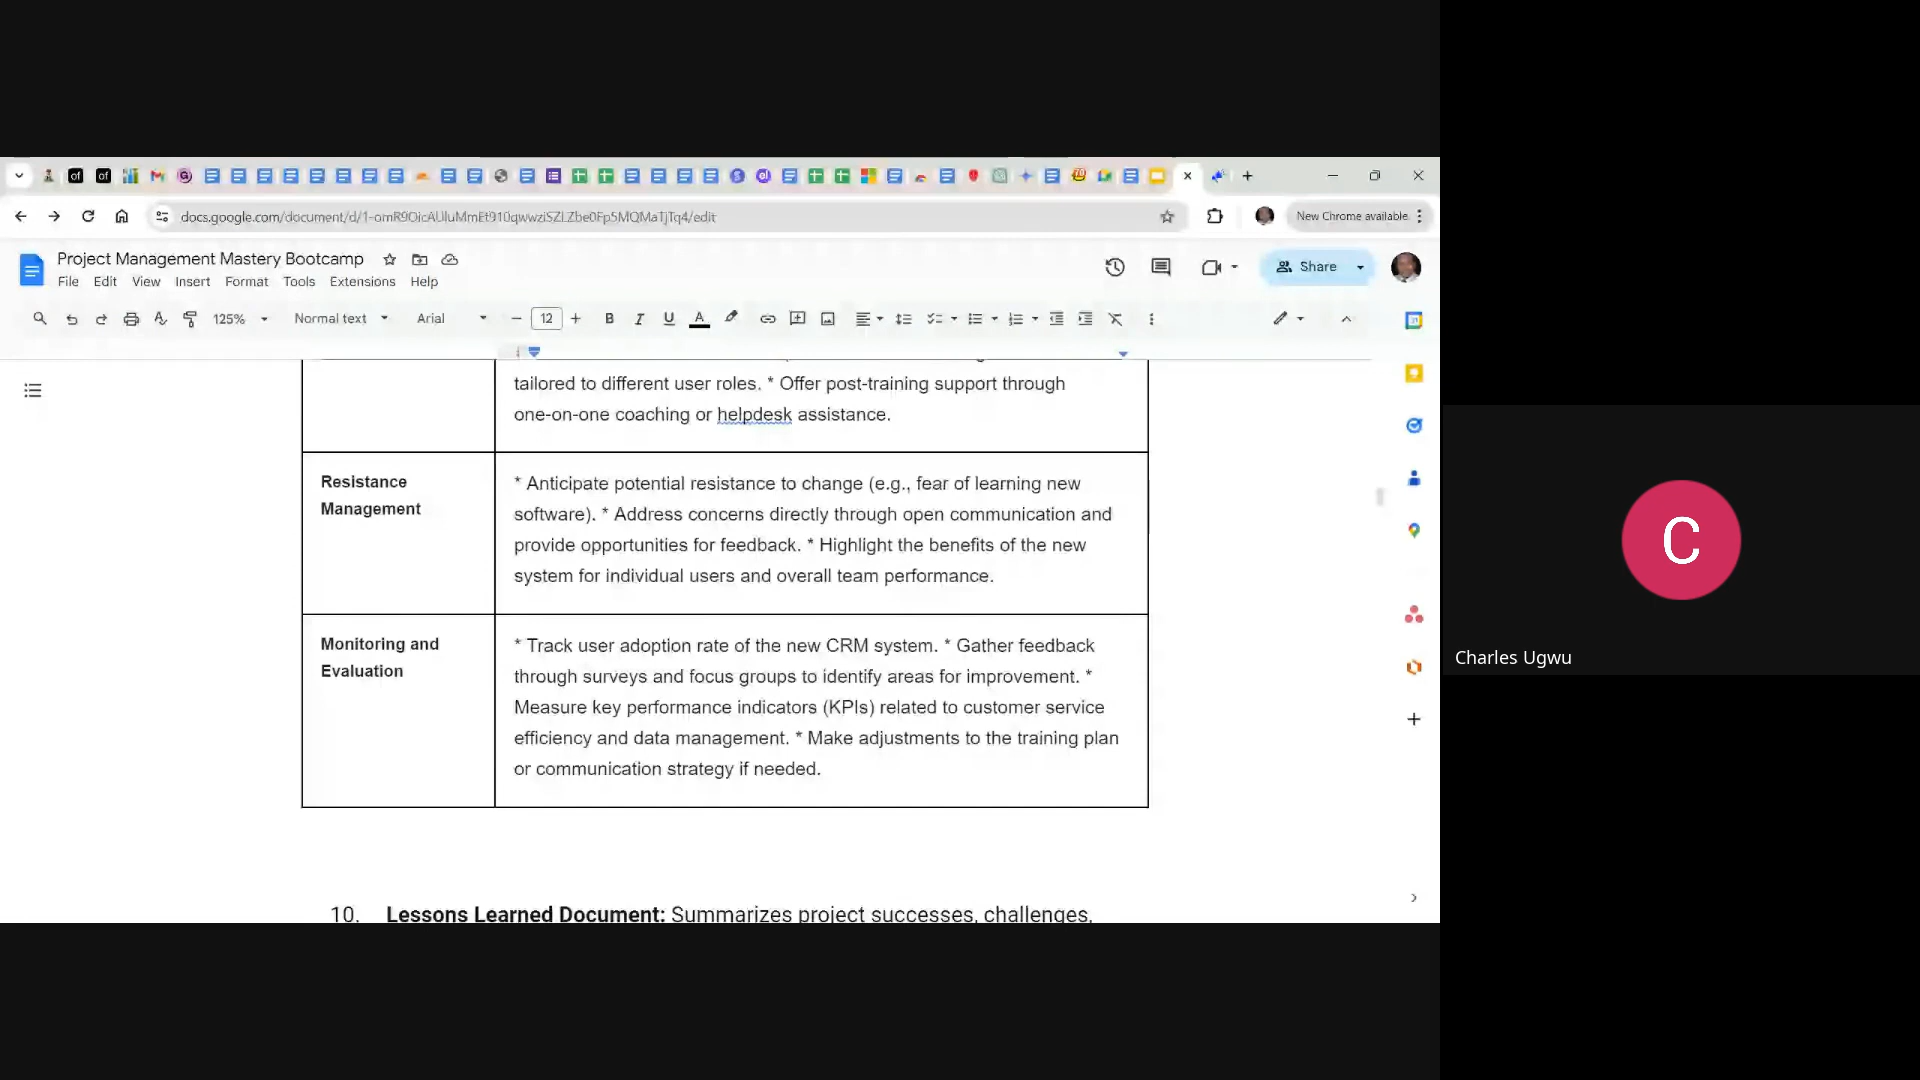 docs.google.com/document/d/1-omR9OicAUluMmEt910qwwziSZLZbe0Fp5MQMaTjTq4/edit
New Chrome available
Project Management Mastery Bootcamp
File Edit View Insert Format Tools Extensions Help
Share
125% Normal text Arial 12
tailored to different user roles. * Offer post-training support through
one-on-one coaching or helpdesk assistance.
Resistance
Management
* Anticipate potential resistance to change (e.g., fear of learning new
software). * Address concerns directly through open communication and
provide opportunities for feedback. * Highlight the benefits of the new
system for individual users and overall team performance.
Monitoring and
Evaluation
* Track user adoption rate of the new CRM system. * Gather feedback
through surveys and focus groups to identify areas for improvement. *
Measure key performance indicators (KPIs) related to customer service
efficiency and data management. * Make adjustments to the training plan
or communication strategy if needed.
10. Lessons Learned Document: Summarizes project successes, challenges,
C
Charles Ugwu